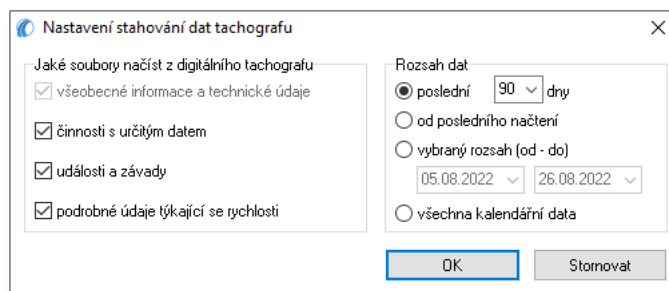 Nastavení stahování dat tachografu
Jaké soubory načíst z digitálního tachografu
všeobecné informace a technické údaje
činnosti s určitým datem
události a závady
podrobné údaje týkající se rychlosti
Rozsah dat
poslední 90 dny
od posledního načtení
vybraný rozsah (od - do)
05.08.2022 26.08.2022
všechna kalendářní data
OK Stornovat